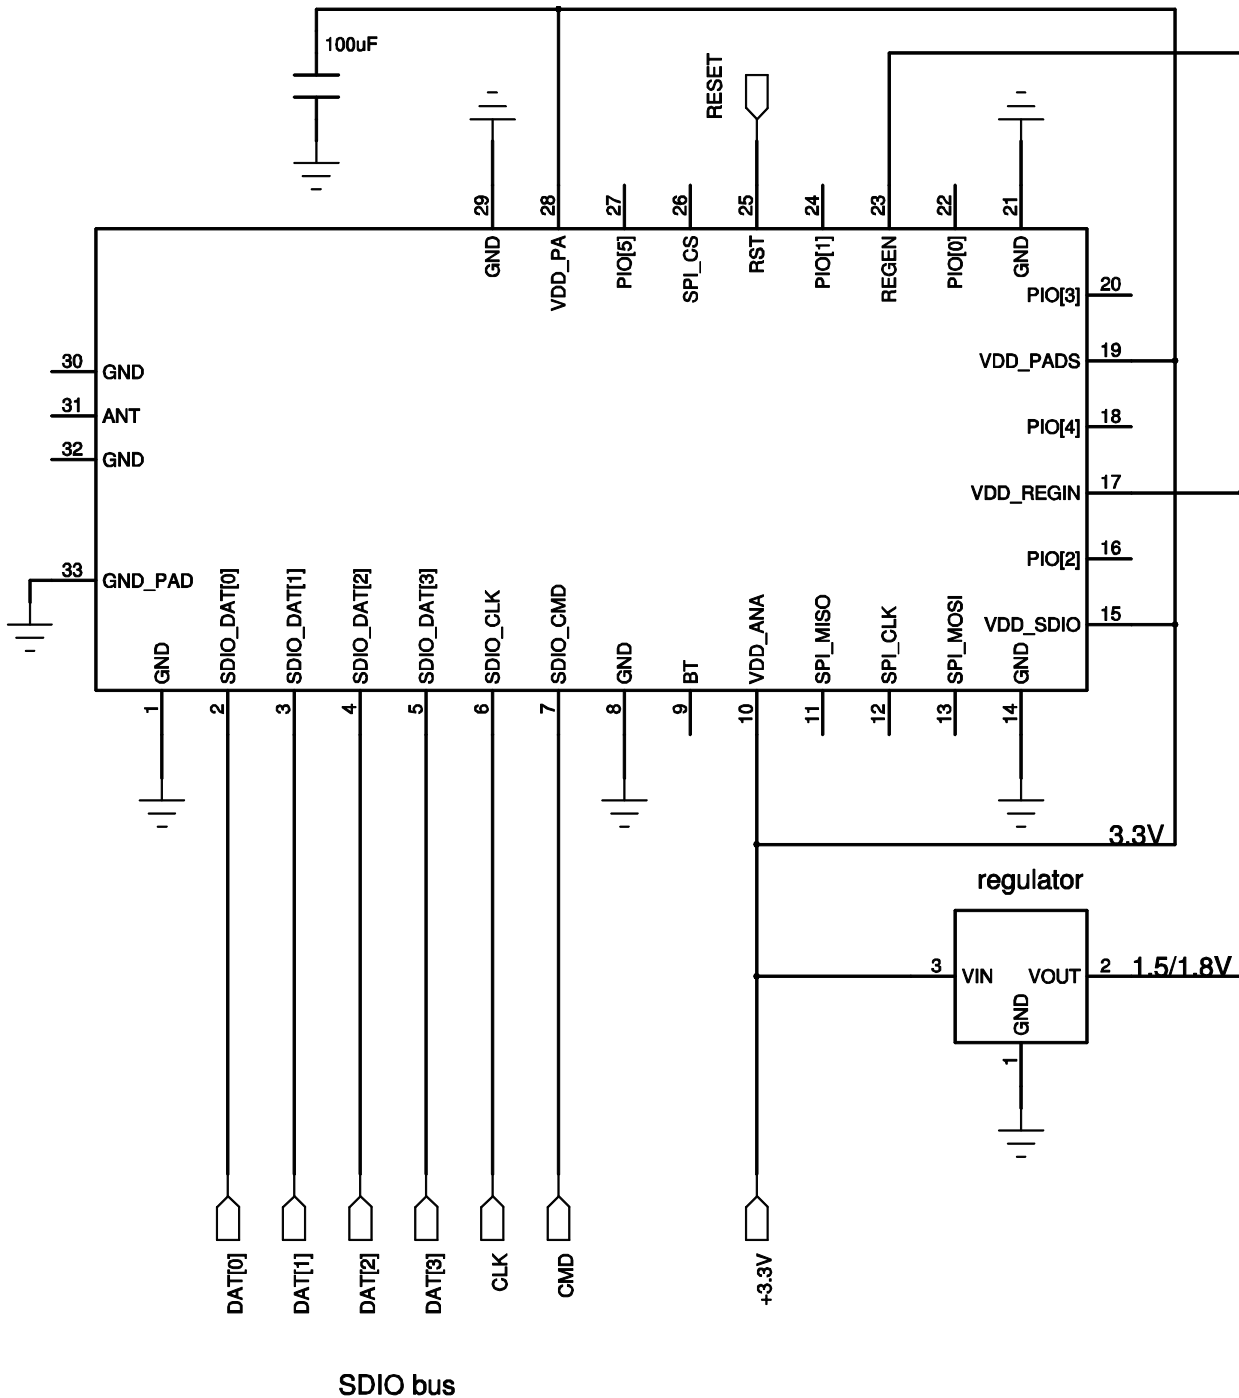 100uF
RESET
29
28
27
26
25
24
23
22
21
GND
VDD_PA
PIO[5]
SPI_CS
RST
PIO[1]
REGEN
PIO[0]
GND
PIO[3]
20
VDD_PADS
19
30
GND
31
ANT
PIO[4]
18
32
GND
VDD_REGIN
17
PIO[2]
16
33
GND_PAD
VDD_SDIO
15
GND
SDIO_DAT[0]
SDIO_DAT[1]
SDIO_DAT[2]
SDIO_DAT[3]
SDIO_CLK
SDIO_CMD
GND
BT
VDD_ANA
SPI_MISO
SPI_CLK
SPI_MOSI
GND
1
2
3
4
5
6
7
8
9
10
11
12
13
14
3.3V
regulator
3
VIN
VOUT
2
1.5/1.8V
GND
1
DAT[0]
DAT[1]
DAT[2]
DAT[3]
CLK
CMD
+3.3V
SDIO bus